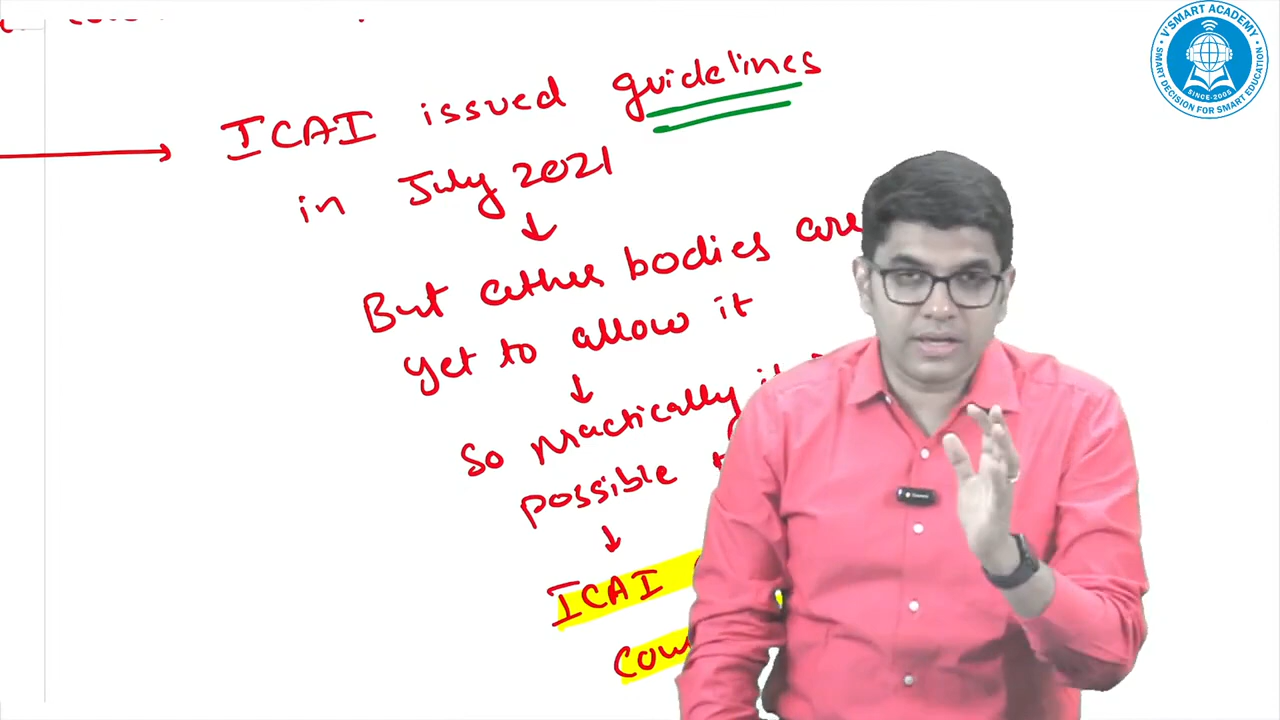 ICAI issued guidelines
in July 2021
But other bodies are
yet to allow it
So practically
possible
ICAI
V'SMART ACADEMY
SINCE-2005
SMART DECISION FOR SMART EDUCATION